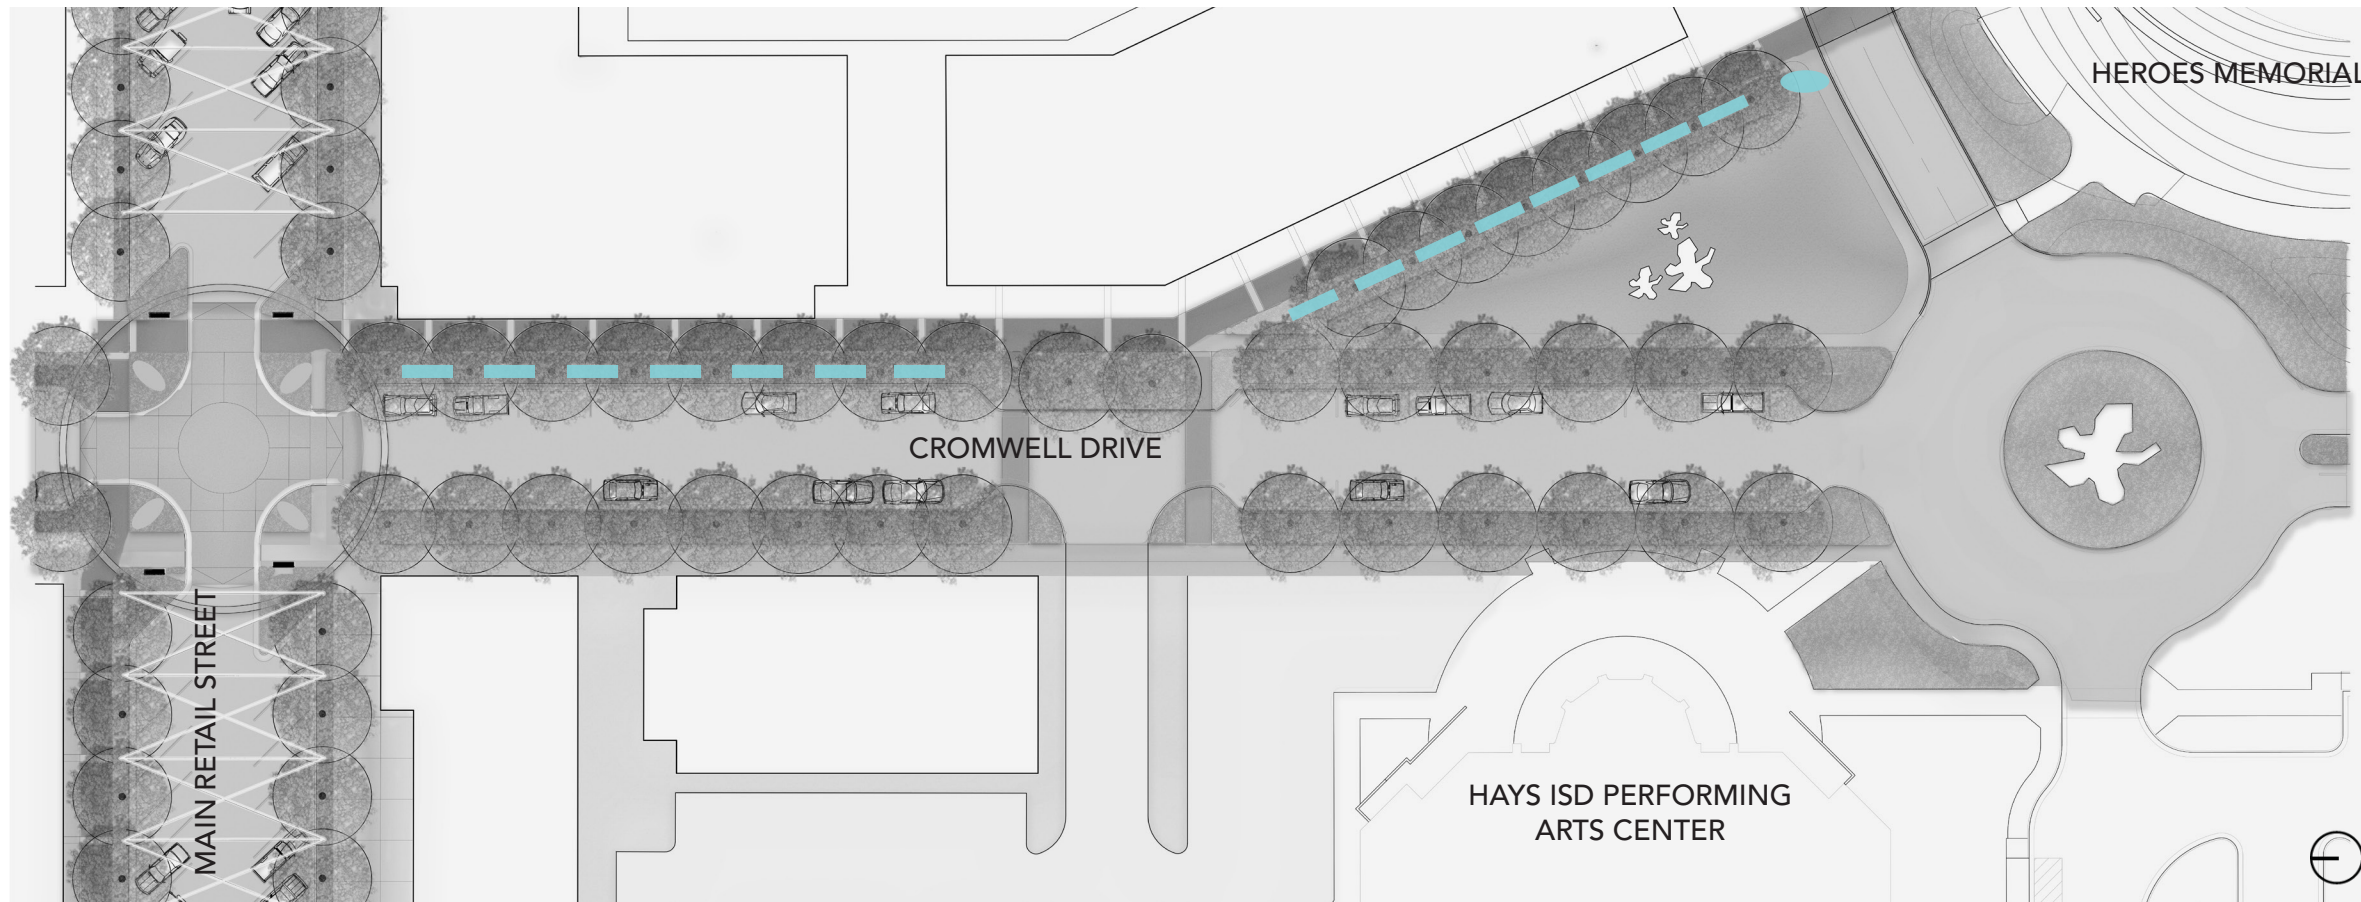 HEROES MEMORIAL
CROMWELL DRIVE
MAIN RETAIL STREET
HAYS ISD PERFORMING
ARTS CENTER